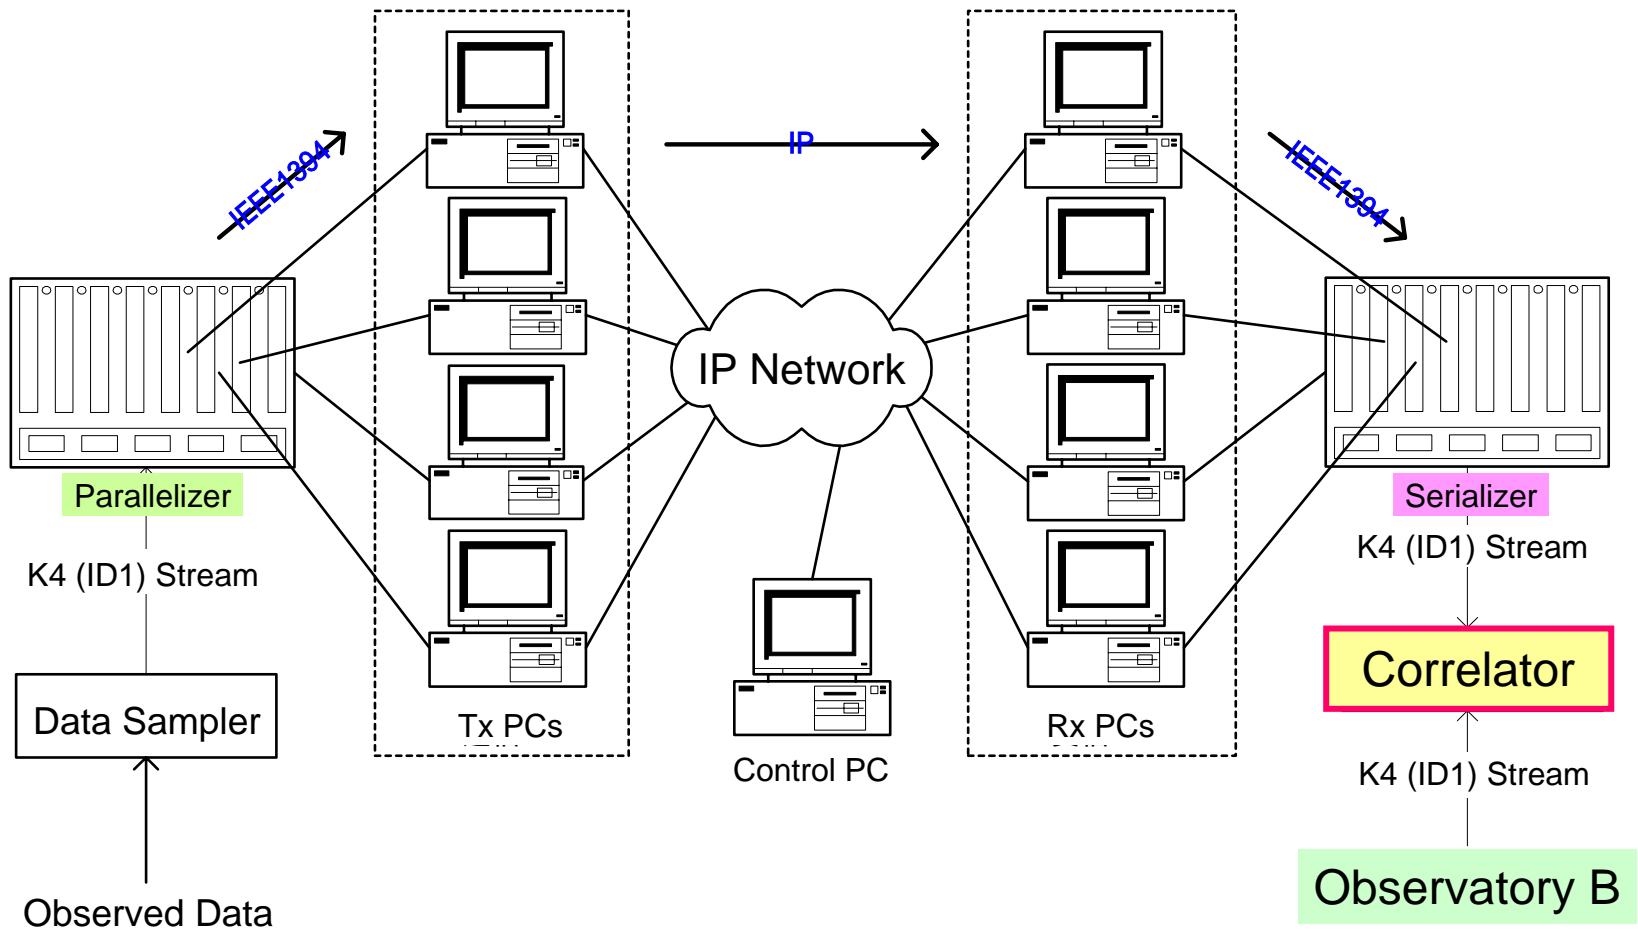 IEEE1394
IP
IEEE1394
IP Network
Parallelizer
Serializer
K4 (ID1) Stream
K4 (ID1) Stream
Data Sampler
Tx PCs
Control PC
Rx PCs
Correlator
K4 (ID1) Stream
Observed Data
Observatory B